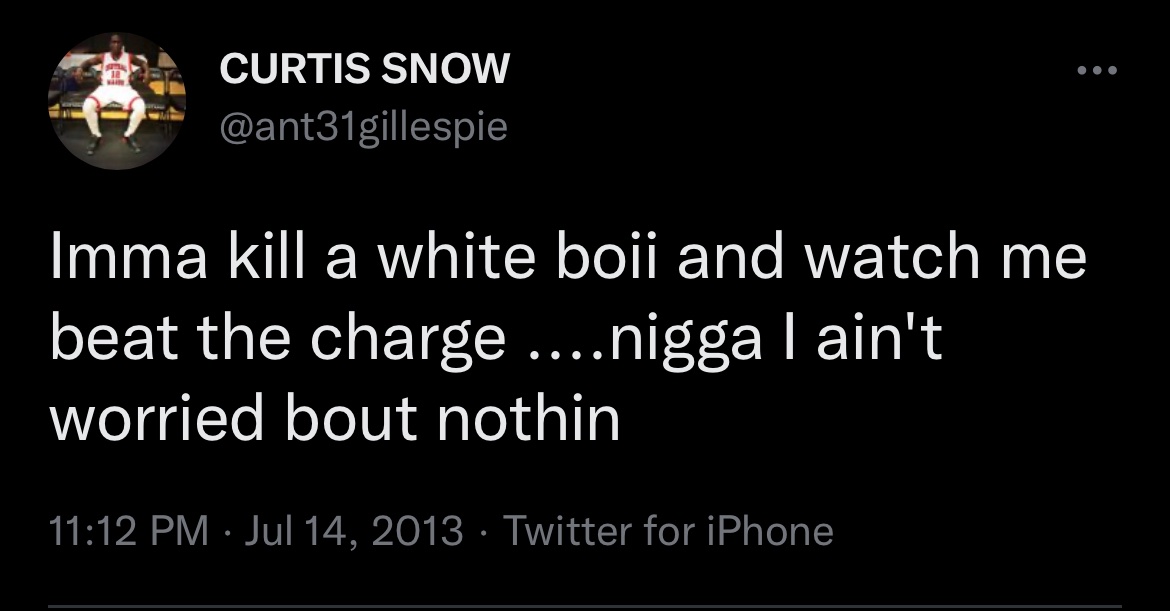 CURTIS SNOW
@ant31gillespie
Imma kill a white boii and watch me
beat the charge ....nigga I ain't
worried bout nothin
11:12 PM · Jul 14, 2013 · Twitter for iPhone